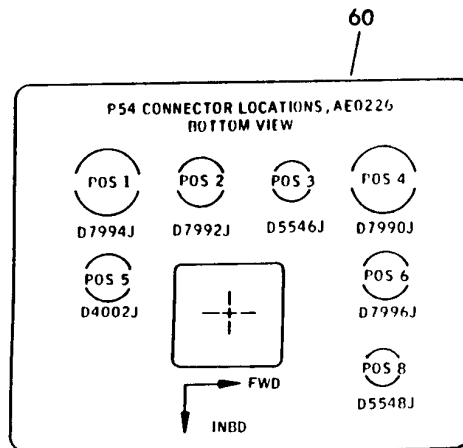 60
P54 CONNECTOR LOCATIONS, AE0226
BOTTOM VIEW
POS 1 POS 2 POS 3 POS 4
D7994J D7992J D5546J D7990J
POS 5 POS 6
D4002J D7996J
FWD
POS 8
D5548J
INBD